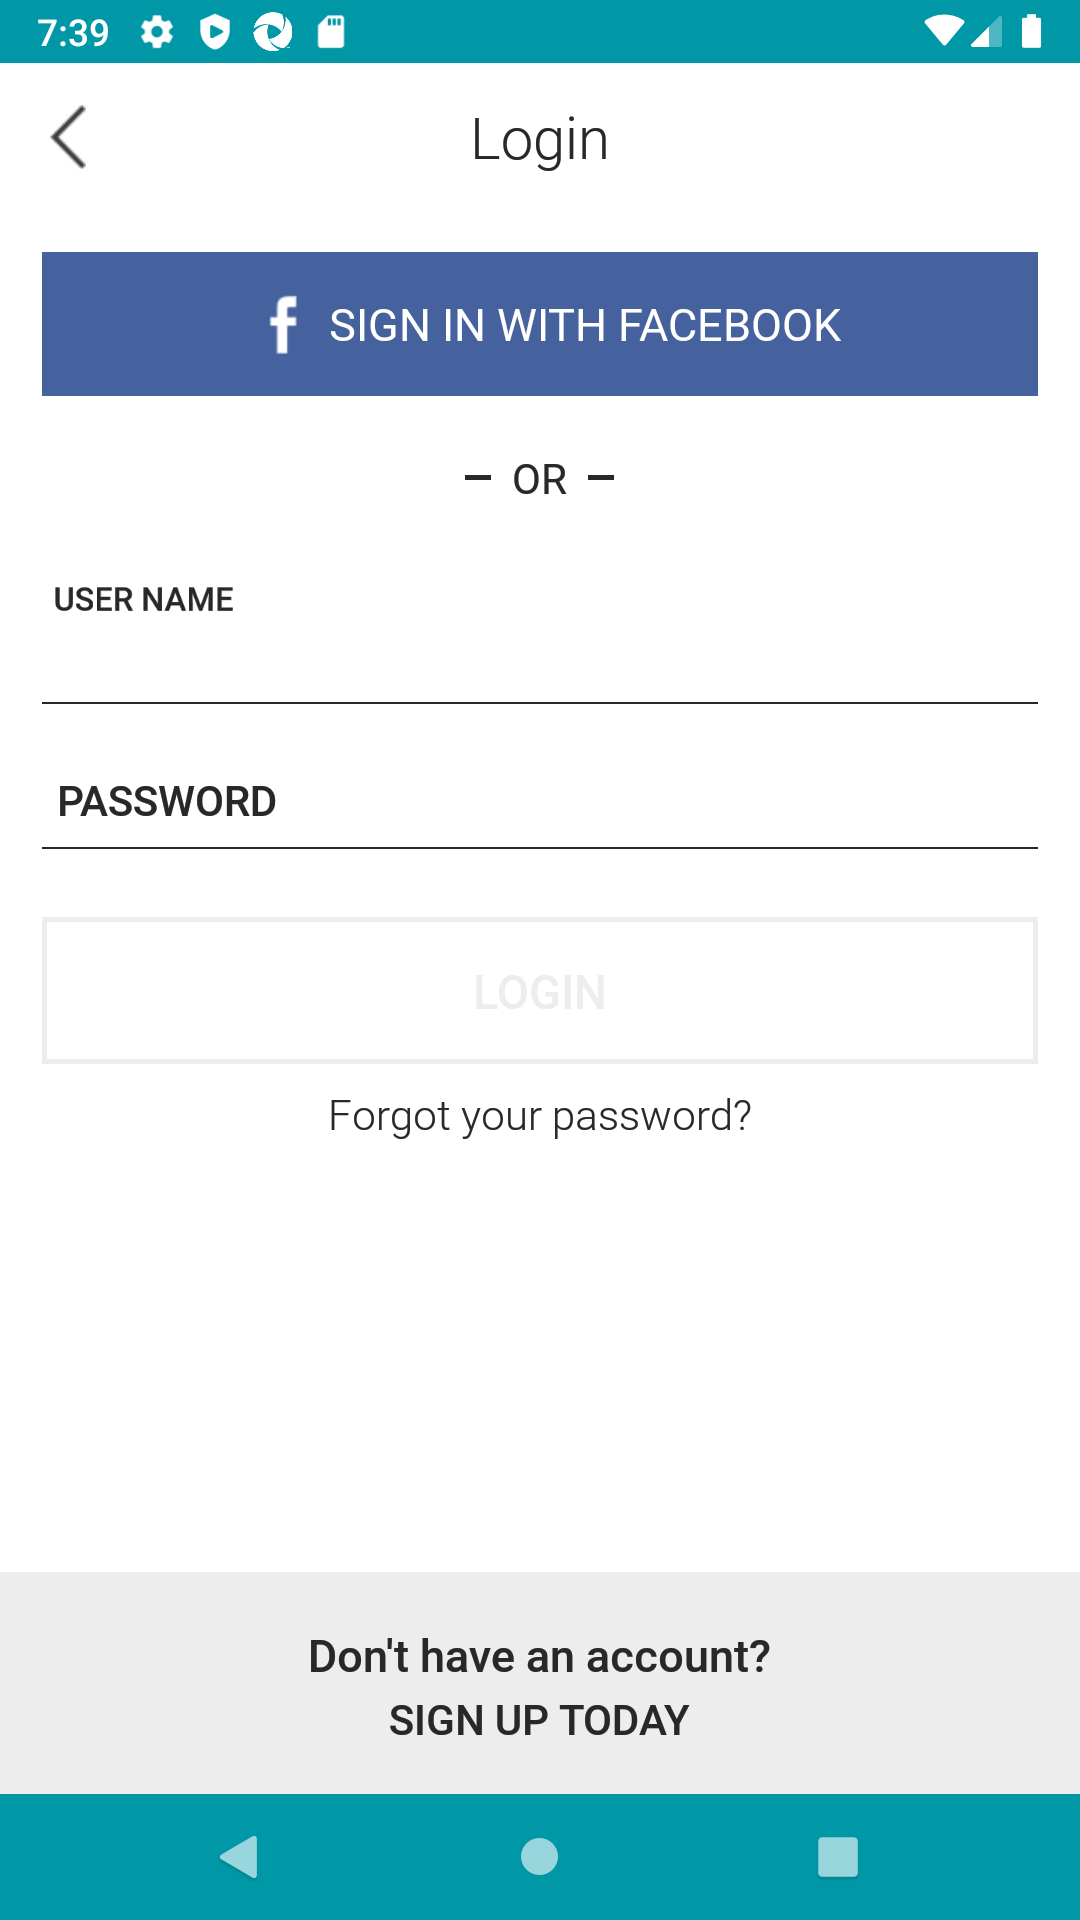 7:39
Login
f SIGN IN WITH FACEBOOK
– OR –
USER NAME
PASSWORD
LOGIN
Forgot your password?
Don't have an account?
SIGN UP TODAY